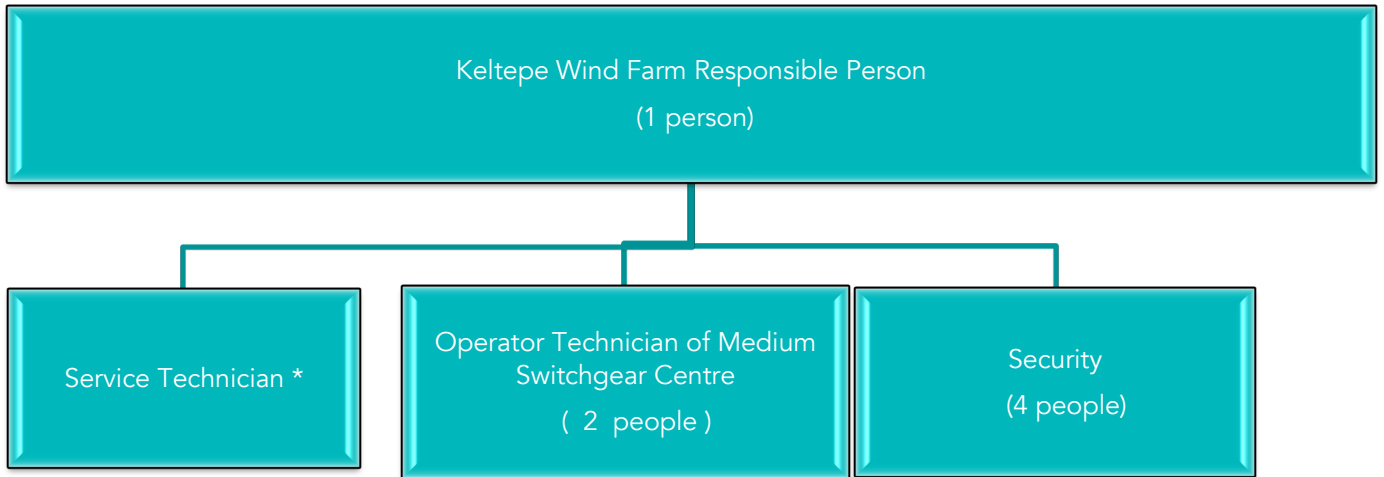 Keltepe Wind Farm Responsible Person
(1 person)
Service Technician *
Operator Technician of Medium
Switchgear Centre
( 2 people )
Security
(4 people)